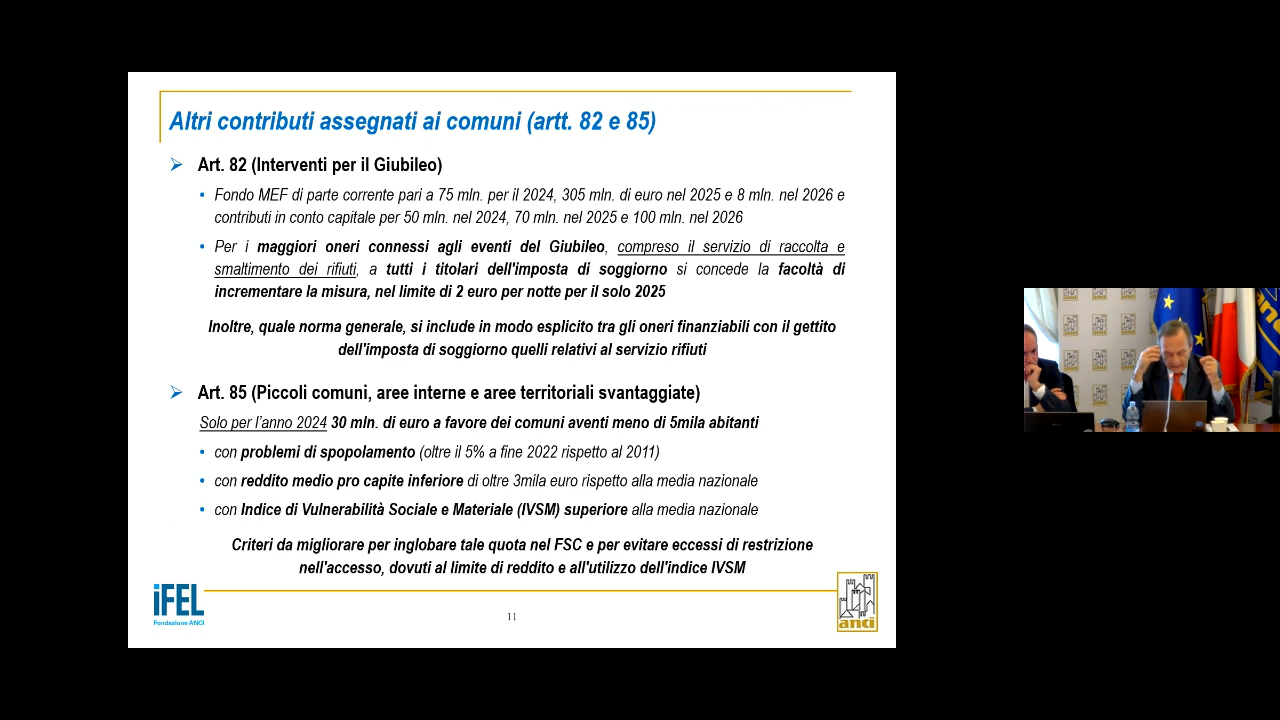 Altri contributi assegnati ai comuni (artt. 82 e 85)
Art. 82 (Interventi per il Giubileo)
Fondo MEF di parte corrente pari a 75 mln. per il 2024, 305 mln. di euro nel 2025 e 8 mln. nel 2026 e
contributi in conto capitale per 50 mln. nel 2024, 70 mln. nel 2025 e 100 mln. nel 2026
Per i maggiori oneri connessi agli eventi del Giubileo, compreso il servizio di raccolta e
smaltimento dei rifiuti, a tutti i titolari dell'imposta di soggiorno si concede la facoltà di
incrementare la misura, nel limite di 2 euro per notte per il solo 2025
Inoltre, quale norma generale, si include in modo esplicito tra gli oneri finanziabili con il gettito
dell'imposta di soggiorno quelli relativi al servizio rifiuti
Art. 85 (Piccoli comuni, aree interne e aree territoriali svantaggiate)
Solo per l'anno 2024 30 mln. di euro a favore dei comuni aventi meno di 5mila abitanti
con problemi di spopolamento (oltre il 5% a fine 2022 rispetto al 2011)
con reddito medio pro capite inferiore di oltre 3mila euro rispetto alla media nazionale
con Indice di Vulnerabilità Sociale e Materiale (IVSM) superiore alla media nazionale
Criteri da migliorare per inglobare tale quota nel FSC e per evitare eccessi di restrizione
nell'accesso, dovuti al limite di reddito e all'utilizzo dell'indice IVSM
iFEL
Fondazione ANCI
11
anci